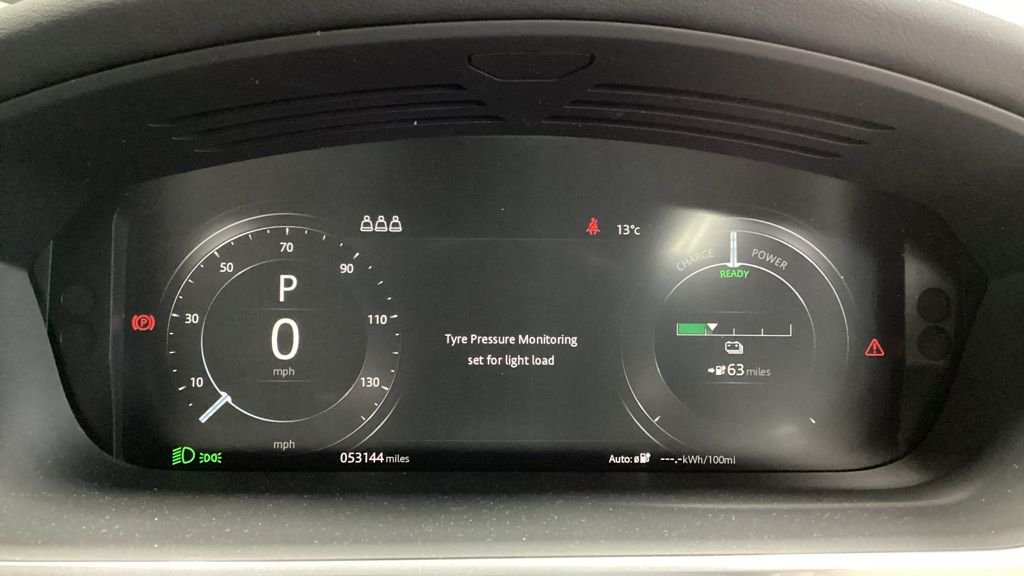 13°c
70
50
90
30
110
10
130
P
0
mph
mph
CHARGE
POWER
READY
Tyre Pressure Monitoring
set for light load
63 miles
(P)
053144 miles
Auto: ø ---.-kWh/100mi